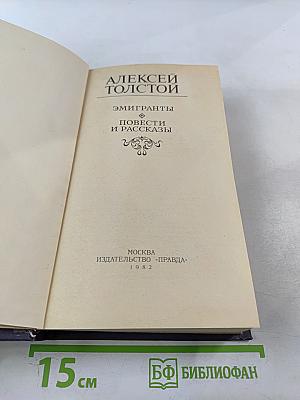 АЛЕКСЕЙ
ТОЛСТОЙ
ЭМИГРАНТЫ
ПОВЕСТИ
И РАССКАЗЫ
МОСКВА
ИЗДАТЕЛЬСТВО «ПРАВДА»
1982
15 см
БФ БИБЛИОФАН